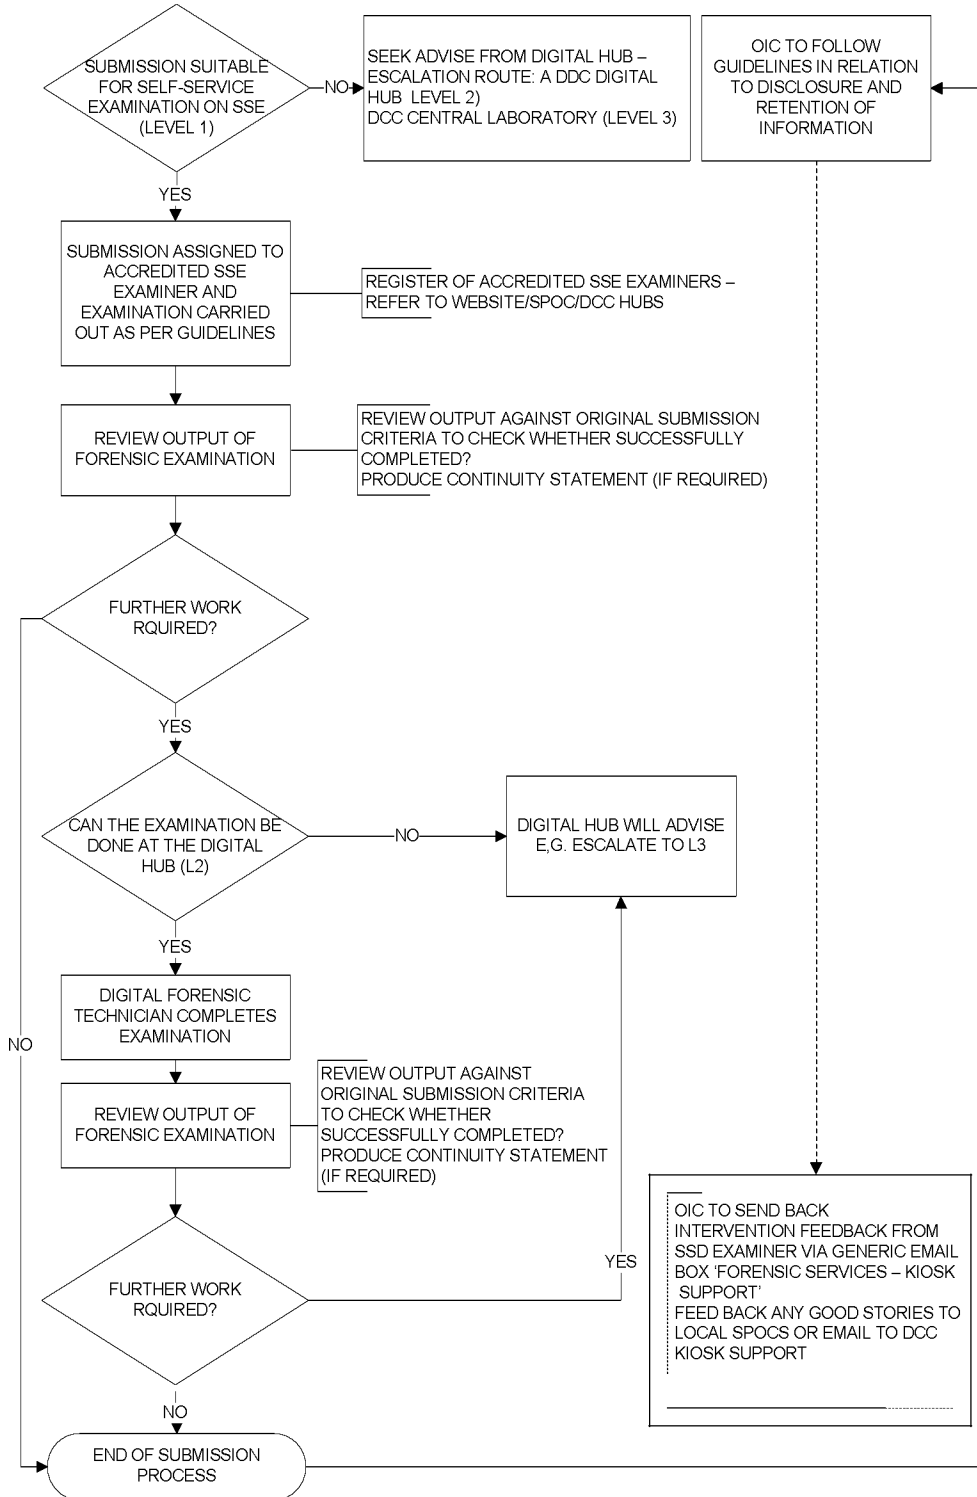 SUBMISSION SUITABLE
FOR SELF-SERVICE
EXAMINATION ON SSE
(LEVEL 1)
NO
SEEK ADVISE FROM DIGITAL HUB –
ESCALATION ROUTE: A DDC DIGITAL
HUB LEVEL 2)
DCC CENTRAL LABORATORY (LEVEL 3)
OIC TO FOLLOW
GUIDELINES IN RELATION
TO DISCLOSURE AND
RETENTION OF
INFORMATION
YES
SUBMISSION ASSIGNED TO
ACCREDITED SSE
EXAMINER AND
EXAMINATION CARRIED
OUT AS PER GUIDELINES
REGISTER OF ACCREDITED SSE EXAMINERS –
REFER TO WEBSITE/SPOC/DCC HUBS
REVIEW OUTPUT OF
FORENSIC EXAMINATION
REVIEW OUTPUT AGAINST ORIGINAL SUBMISSION
CRITERIA TO CHECK WHETHER SUCCESSFULLY
COMPLETED?
PRODUCE CONTINUITY STATEMENT (IF REQUIRED)
FURTHER WORK
RQUIRED?
YES
CAN THE EXAMINATION BE
DONE AT THE DIGITAL
HUB (L2)
NO
DIGITAL HUB WILL ADVISE
E,G. ESCALATE TO L3
YES
DIGITAL FORENSIC
TECHNICIAN COMPLETES
EXAMINATION
NO
REVIEW OUTPUT OF
FORENSIC EXAMINATION
REVIEW OUTPUT AGAINST
ORIGINAL SUBMISSION CRITERIA
TO CHECK WHETHER
SUCCESSFULLY COMPLETED?
PRODUCE CONTINUITY STATEMENT
(IF REQUIRED)
FURTHER WORK
RQUIRED?
YES
OIC TO SEND BACK
INTERVENTION FEEDBACK FROM
SSD EXAMINER VIA GENERIC EMAIL
BOX ‘FORENSIC SERVICES – KIOSK
SUPPORT’
FEED BACK ANY GOOD STORIES TO
LOCAL SPOCS OR EMAIL TO DCC
KIOSK SUPPORT
NO
END OF SUBMISSION
PROCESS